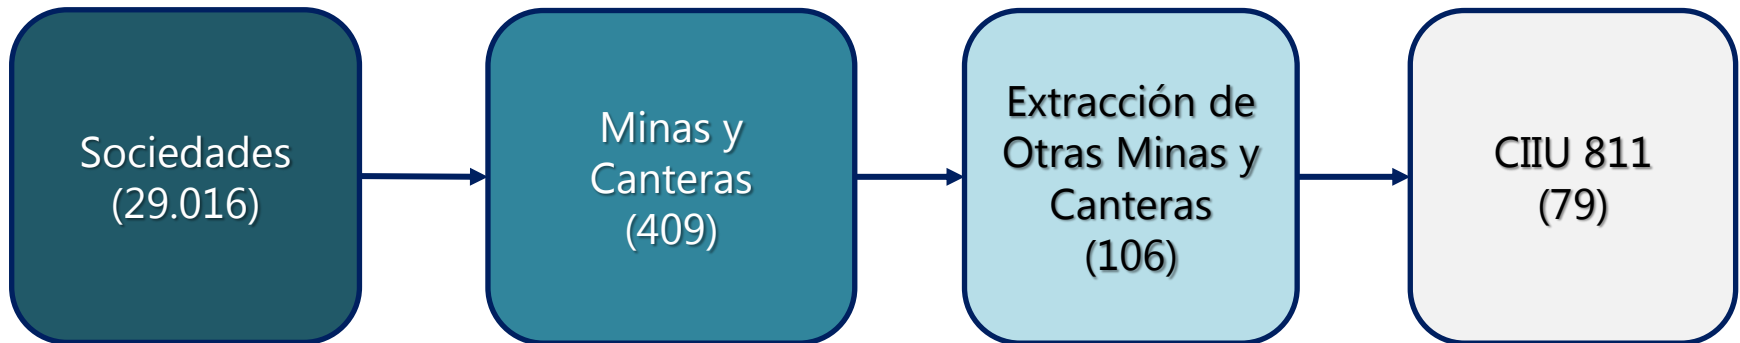 Sociedades
(29.016)
Minas y
Canteras
(409)
Extracción de
Otras Minas y
Canteras
(106)
CIIU 811
(79)